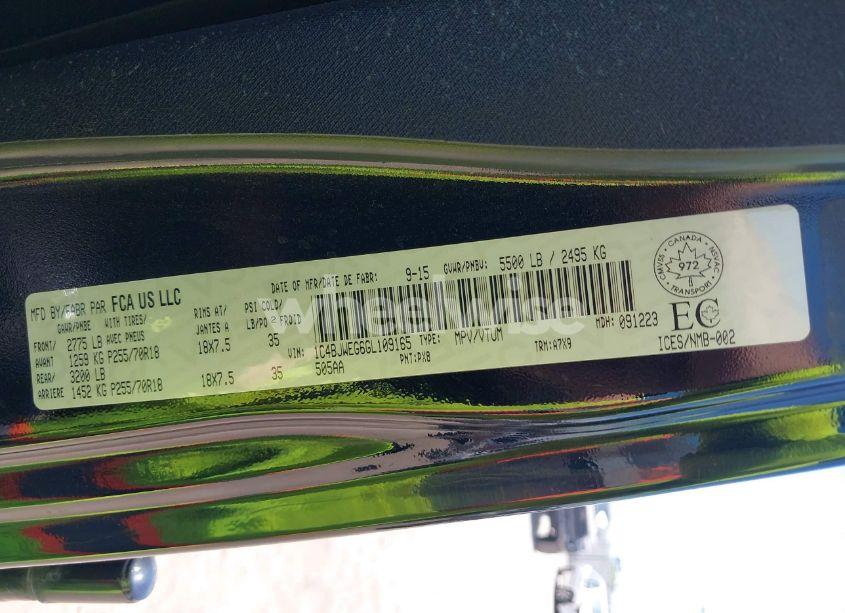 MFD BY/FABR PAR FCA US LLC
DATE OF MFR/DATE DE FABR: 9-15 GVWR/PNBV: 5500 LB / 2495 KG
GAWR/PNBE WITH TIRES/ AVEC PNEUS RIMS AT/ JANTES A PSI COLD/ LB/PO 2 FROID
FRONT/ AVANT 2775 LB 1259 KG P255/70R18 18X7.5 35
REAR/ ARRIERE 3200 LB 1452 KG P255/70R18 18X7.5 35
VIN: 1C4BJWEG6GL109165 TYPE: MPV/VTUM MDH: 091223
505AA PNT: PX8 TRM: A7X9
CMVSS · CANADA · NSVAC
972
TRANSPORT
EC
ICES/NMB-002
wheelwise